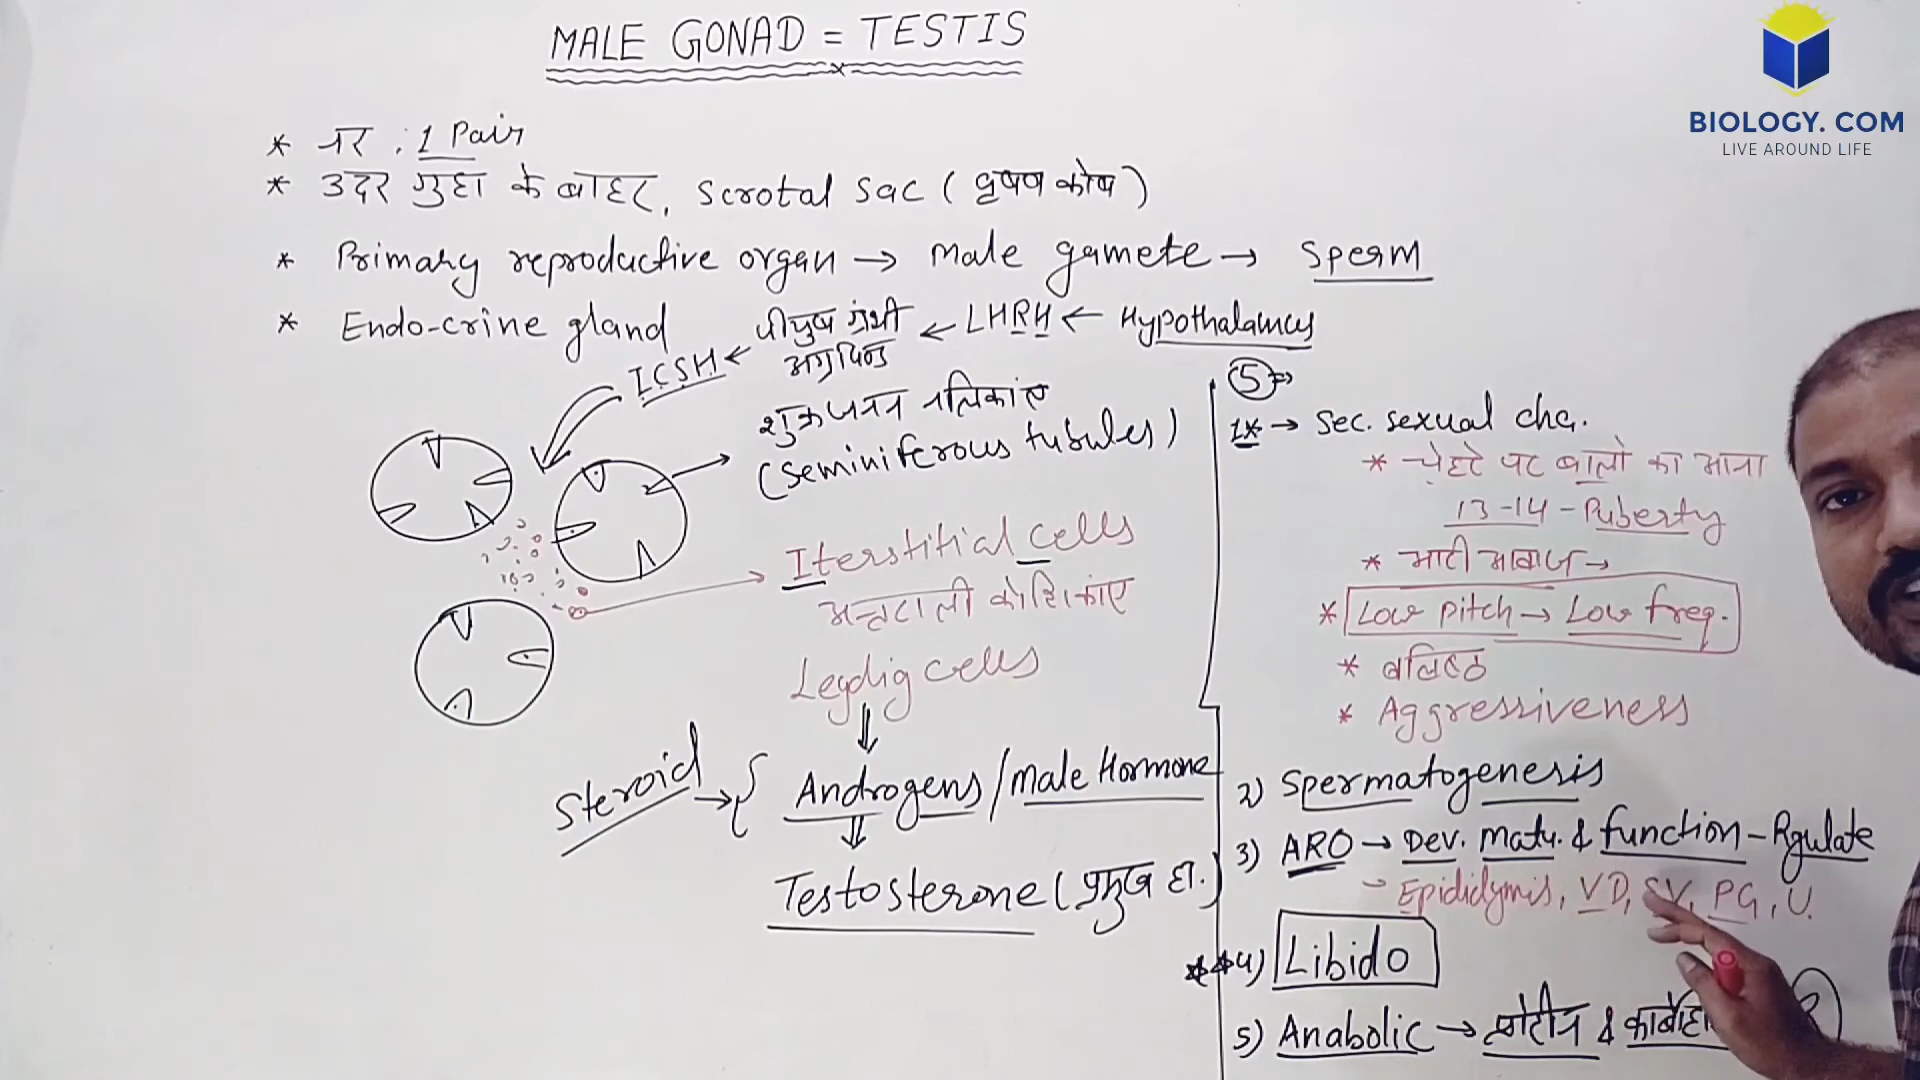 MALE GONAD = TESTIS
BIOLOGY. COM
LIVE AROUND LIFE
* नर : 1 Pair
* उदर गुहा के बाहर, Scrotal Sac (वृषण कोष)
* Primary reproductive organ → Male gamete → Sperm
* Endo-crine gland
ICSH ← पीयूष ग्रंथी ← LHRH ← Hypothalamus
शुक्रजनन नलिकाएं
(Seminiferous tubules)
Iterstitial Cells
अन्तराली कोशिकाएं
Leydig cells
Steroid → { Androgens / Male Hormone
Testosterone (प्रमुख हा.)
5 ⇒
1* → Sec. sexual cha.
* चेहरे पर बालो का आना
13-14 - Puberty
* भारी आवाज →
* Low pitch → Low freq.
* बलिष्ठ
* Aggressiveness
2) Spermatogenesis
3) ARO → Dev. Matu. & function - Rgulate
- Epididymis, VD, SV, PG, U.
**4) Libido
5) Anabolic → प्रोटीन &